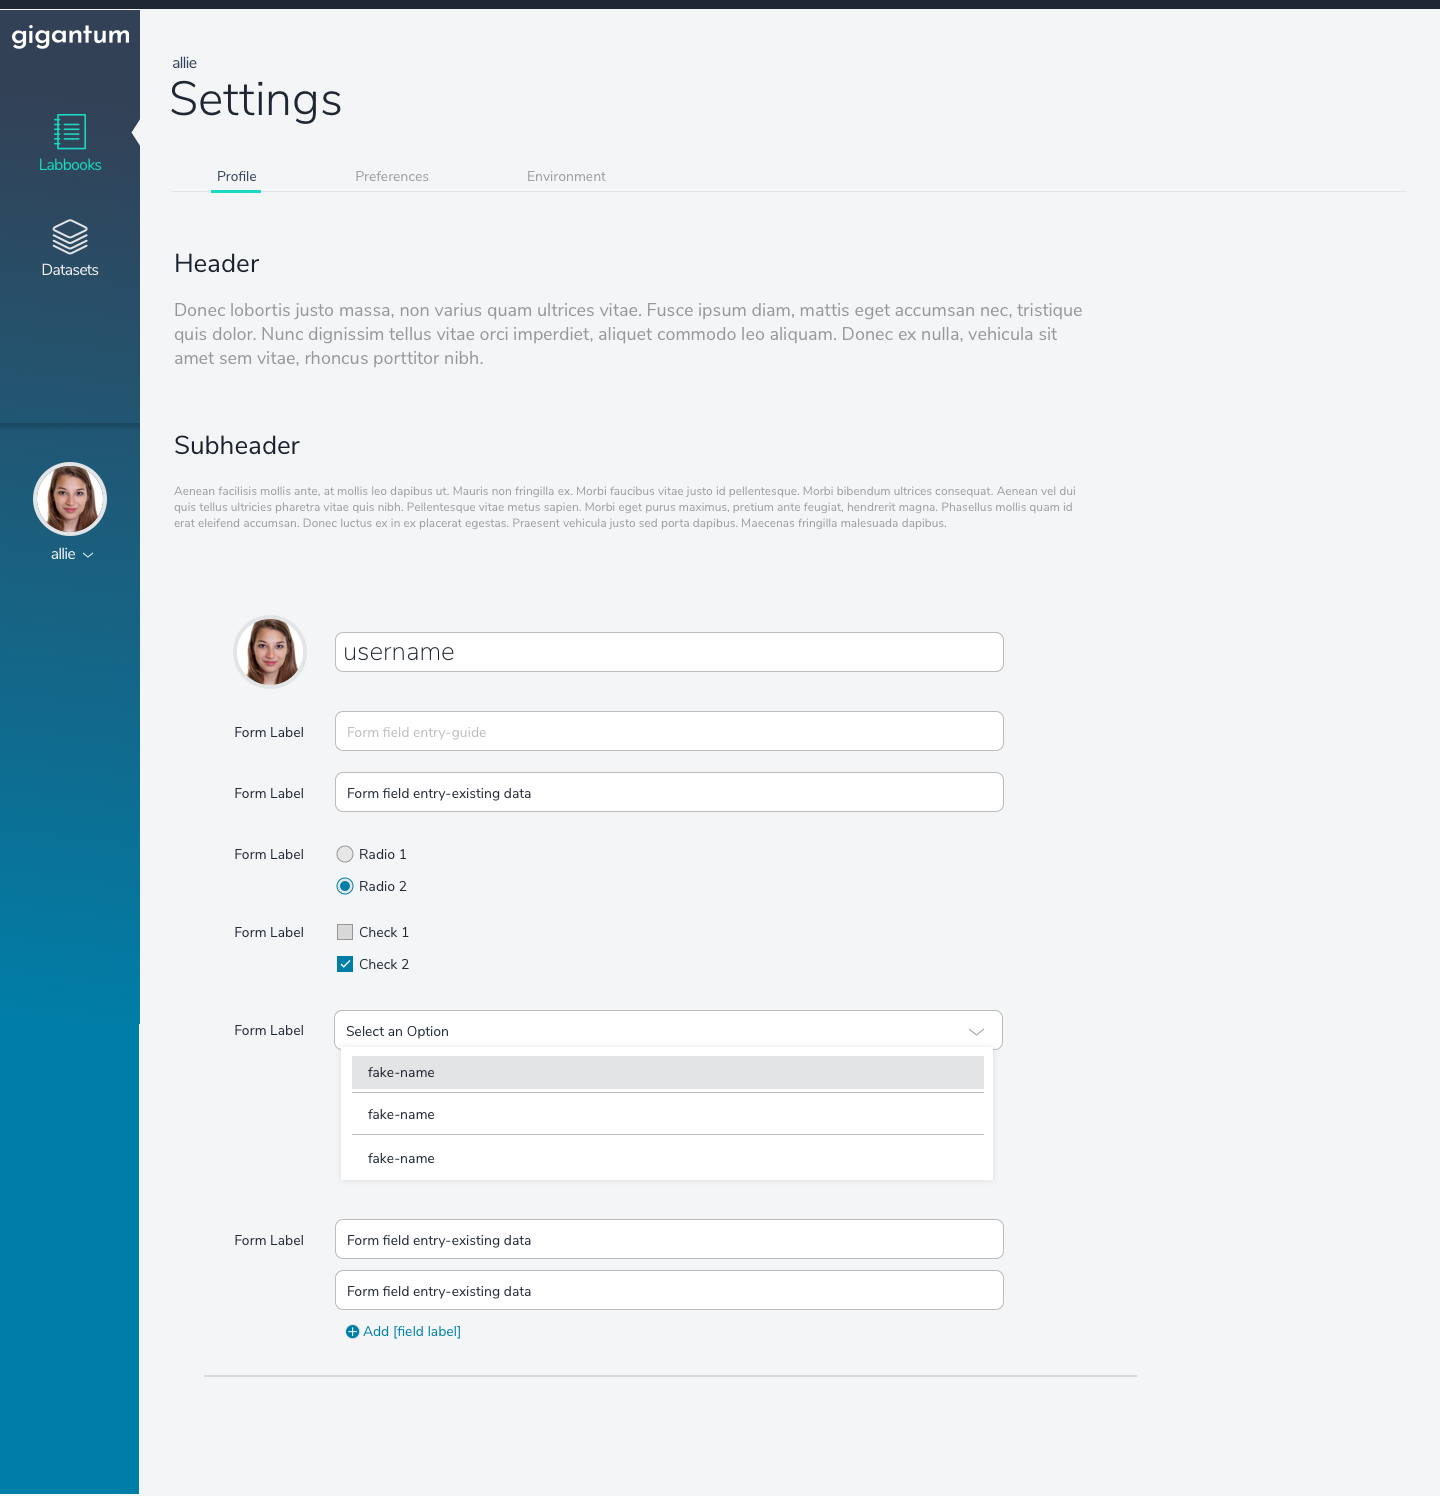 gigantum
Labbooks
Datasets
allie
allie
Settings
Profile
Preferences
Environment
Header
Donec lobortis justo massa, non varius quam ultrices vitae. Fusce ipsum diam, mattis eget accumsan nec, tristique
quis dolor. Nunc dignissim tellus vitae orci imperdiet, aliquet commodo leo aliquam. Donec ex nulla, vehicula sit
amet sem vitae, rhoncus porttitor nibh.
Subheader
Aenean facilisis mollis ante, at mollis leo dapibus ut. Mauris non fringilla ex. Morbi faucibus vitae justo id pellentesque. Morbi bibendum ultrices consequat. Aenean vel dui
quis tellus ultricies pharetra vitae quis nibh. Pellentesque vitae metus sapien. Morbi eget purus maximus, pretium ante feugiat, hendrerit magna. Phasellus mollis quam id
erat eleifend accumsan. Donec luctus ex in ex placerat egestas. Praesent vehicula justo sed porta dapibus. Maecenas fringilla malesuada dapibus.
username
Form Label
Form field entry-guide
Form Label
Form field entry-existing data
Form Label
Radio 1
Radio 2
Form Label
Check 1
Check 2
Form Label
Select an Option
fake-name
fake-name
fake-name
Form Label
Form field entry-existing data
Form field entry-existing data
Add [field label]